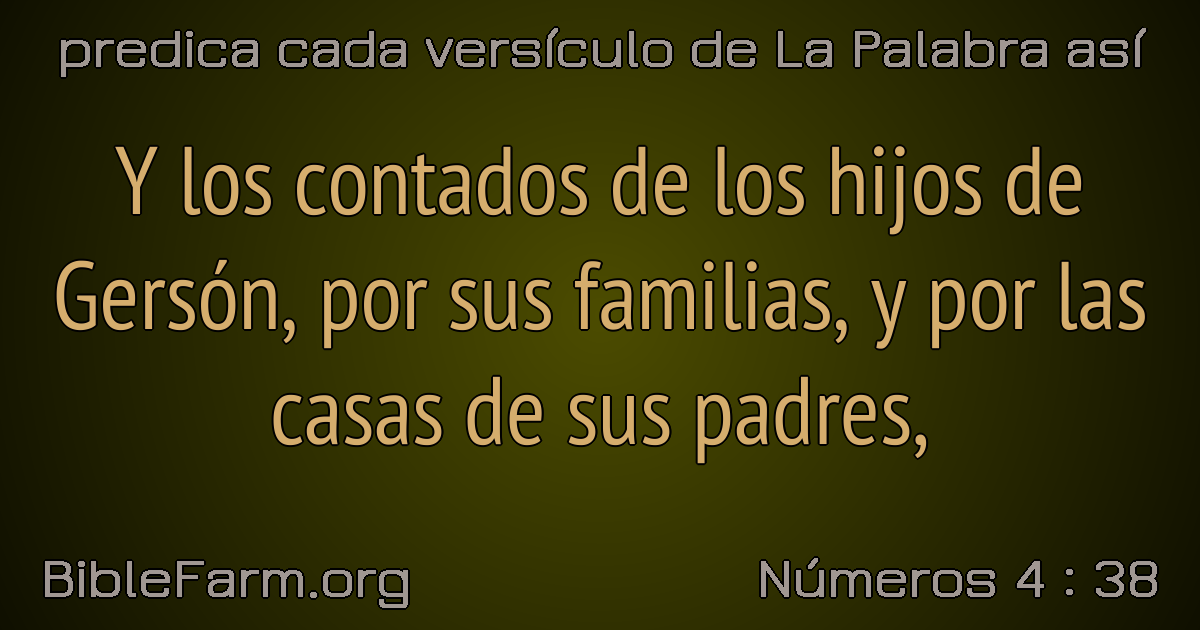 predica cada versículo de La Palabra así
Y los contados de los hijos de
Gersón, por sus familias, y por las
casas de sus padres,
BibleFarm.org
Números 4 : 38